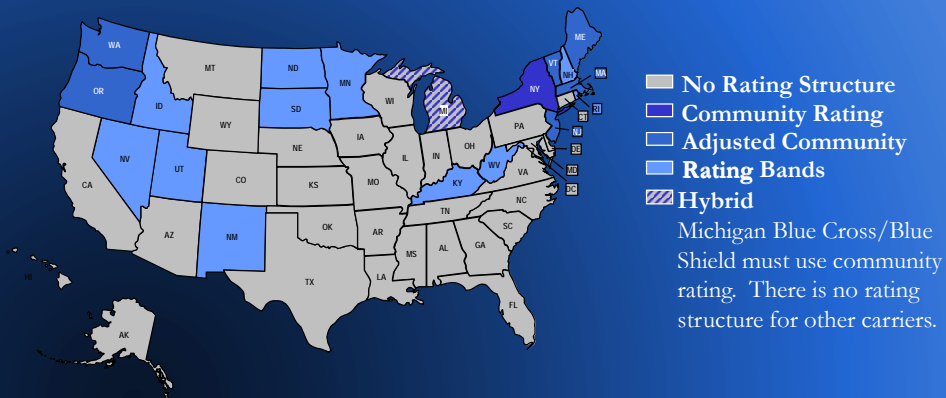 WA
OR
CA
NV
ID
MT
WY
UT
AZ
CO
NM
ND
SD
NE
KS
OK
TX
MN
IA
MO
AR
LA
WI
IL
MS
MI
IN
OH
KY
TN
AL
GA
FL
SC
NC
VA
WV
PA
NY
VT
NH
ME
MA
RI
CT
NJ
DE
MD
DC
HI
AK
No Rating Structure
Community Rating
Adjusted Community
Rating Bands
Hybrid
Michigan Blue Cross/Blue
Shield must use community
rating. There is no rating
structure for other carriers.